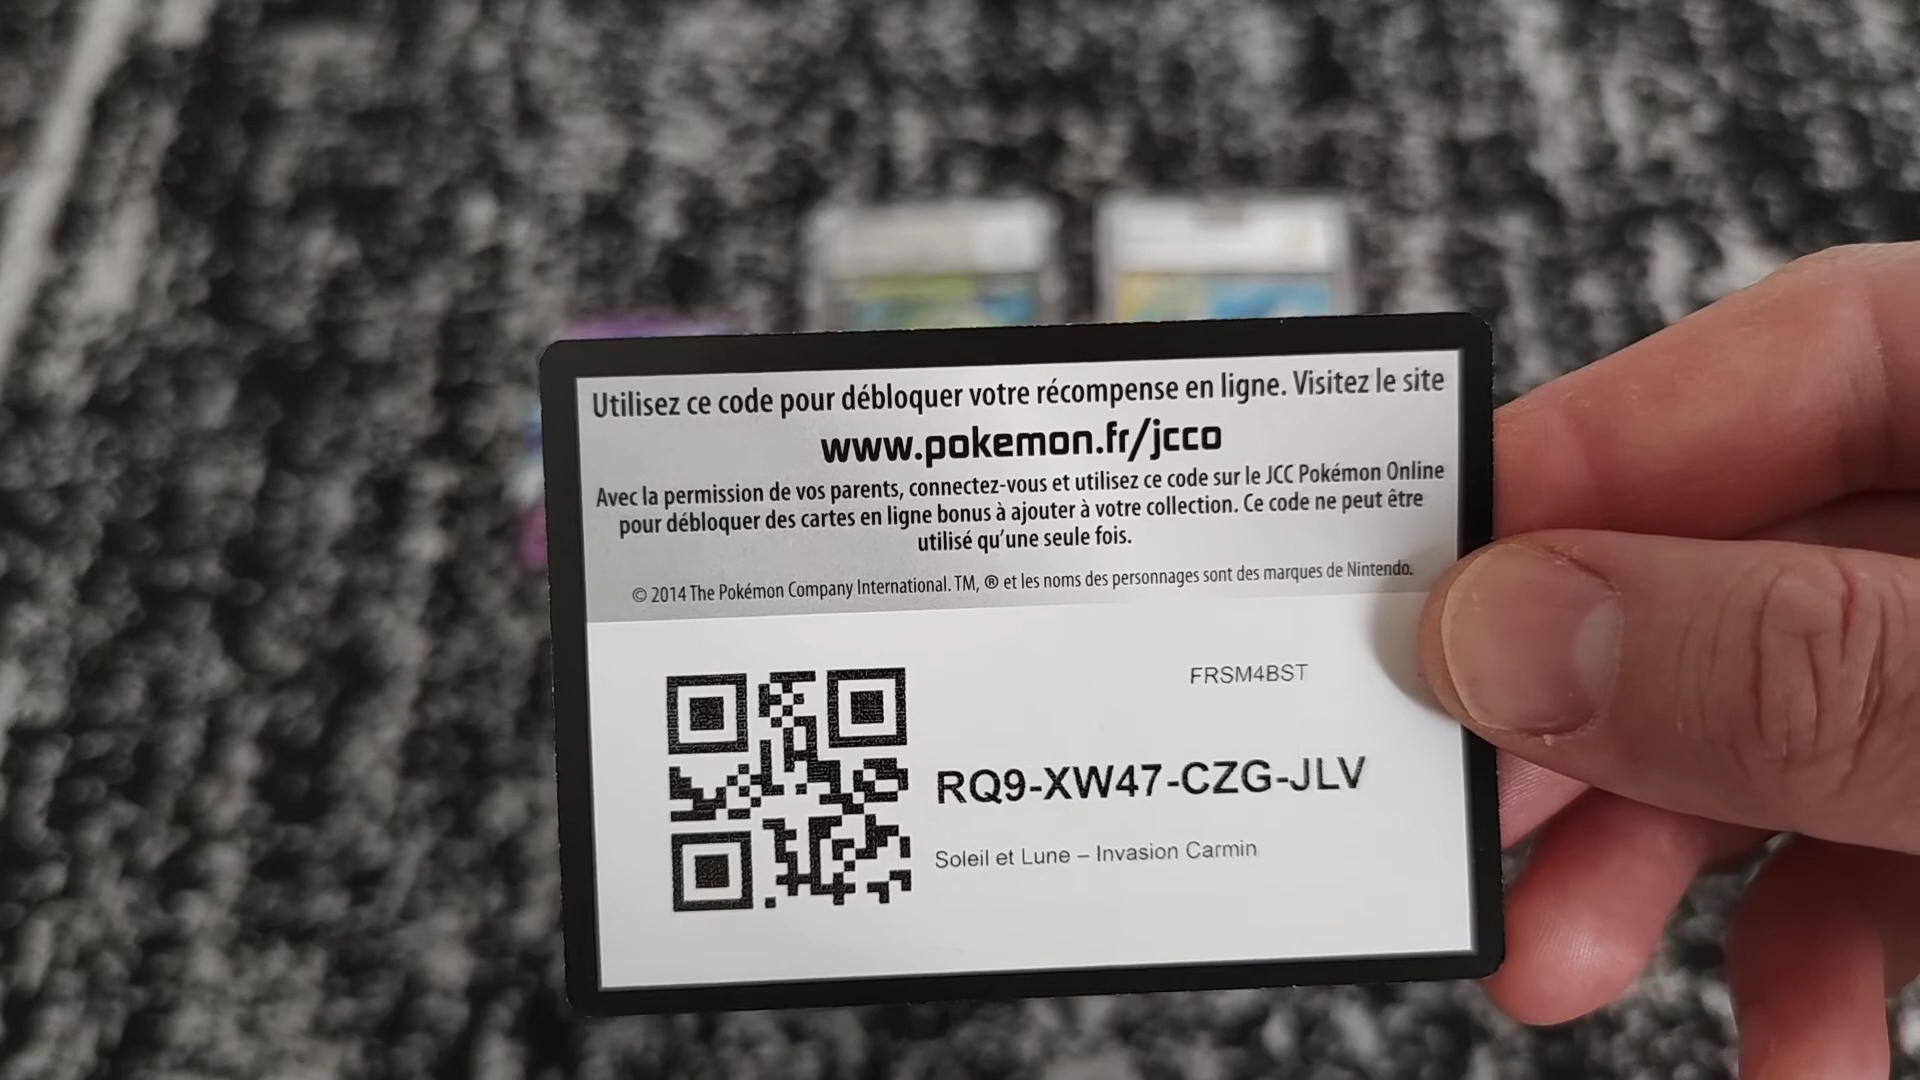 Utilisez ce code pour débloquer votre récompense en ligne. Visitez le site
www.pokemon.fr/jcco
Avec la permission de vos parents, connectez-vous et utilisez ce code sur le JCC Pokémon Online
pour débloquer des cartes en ligne bonus à ajouter à votre collection. Ce code ne peut être
utilisé qu'une seule fois.
© 2014 The Pokémon Company International. TM, ® et les noms des personnages sont des marques de Nintendo.
FRSM4BST
RQ9-XW47-CZG-JLV
Soleil et Lune – Invasion Carmin